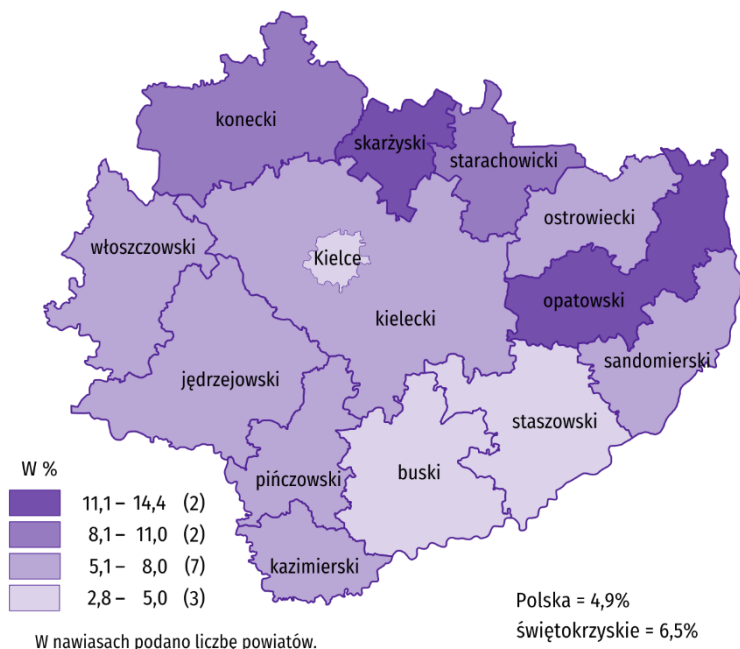 konecki
skarżyski
starachowicki
ostrowiecki
włoszczowski
Kielce
opatowski
kielecki
sandomierski
jędrzejowski
staszowski
pińczowski
buski
kazimierski
W %
11,1 – 14,4 (2)
8,1 – 11,0 (2)
5,1 – 8,0 (7)
2,8 – 5,0 (3)
Polska = 4,9%
świętokrzyskie = 6,5%
W nawiasach podano liczbę powiatów.